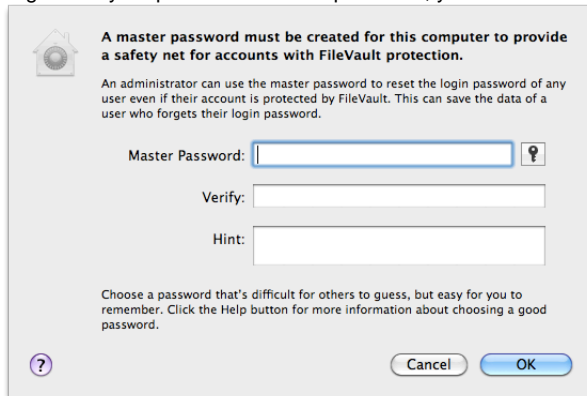 A master password must be created for this computer to provide
a safety net for accounts with FileVault protection.
An administrator can use the master password to reset the login password of any
user even if their account is protected by FileVault. This can save the data of a
user who forgets their login password.
Master Password:
Verify:
Hint:
Choose a password that's difficult for others to guess, but easy for you to
remember. Click the Help button for more information about choosing a good
password.
? Cancel OK